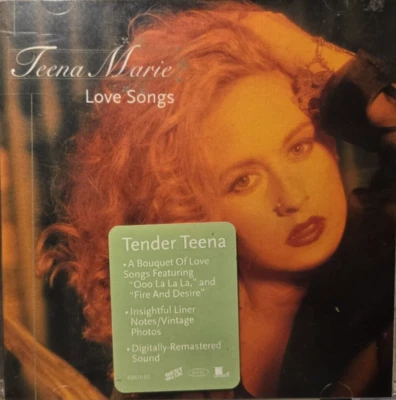 Teena Marie
Love Songs
Tender Teena
• A Bouquet Of Love
Songs Featuring
"Ooo La La La," and
"Fire And Desire"
• Insightful Liner
Notes/Vintage
Photos
• Digitally-Remastered
Sound